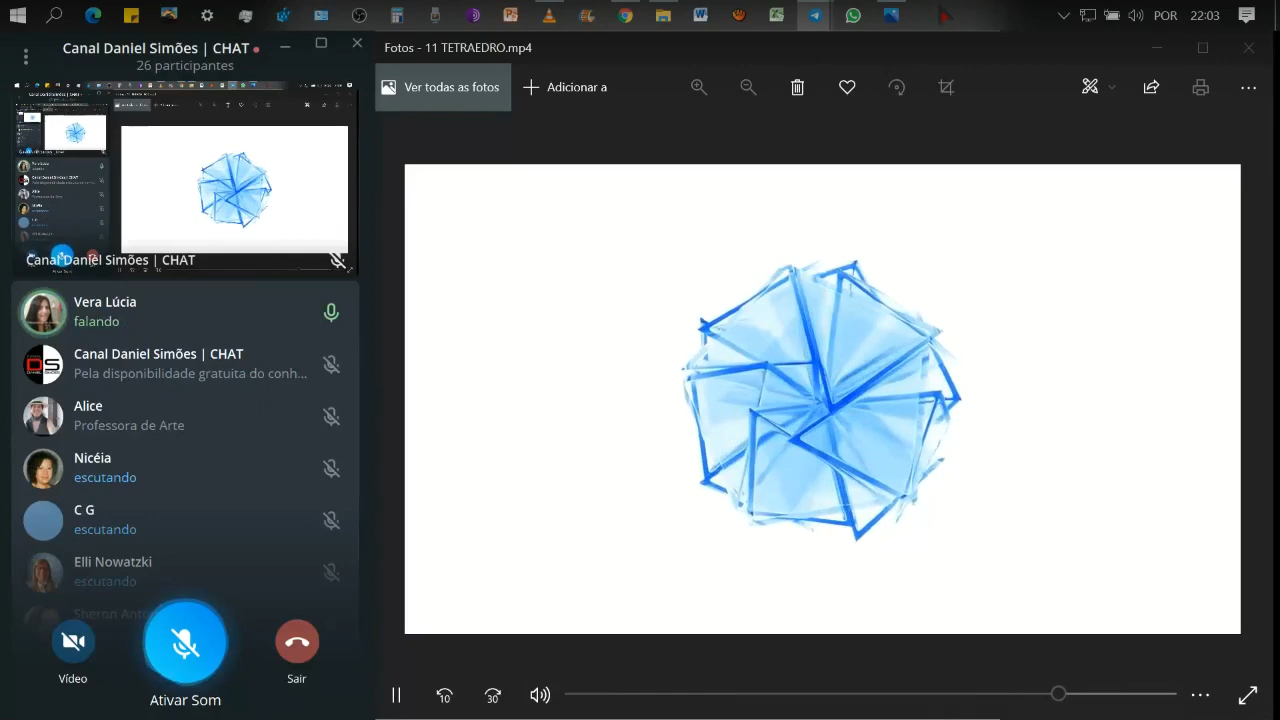 POR 22:03
Canal Daniel Simões | CHAT
26 participantes
Canal Daniel Simões | CHAT
Vera Lúcia
falando
Canal Daniel Simões | CHAT
Pela disponibilidade gratuita do conh...
Alice
Professora de Arte
Nicéia
escutando
C G
escutando
Elli Nowatzki
escutando
Vídeo
Ativar Som
Sair
Fotos - 11 TETRAEDRO.mp4
Ver todas as fotos
Adicionar a
10
30